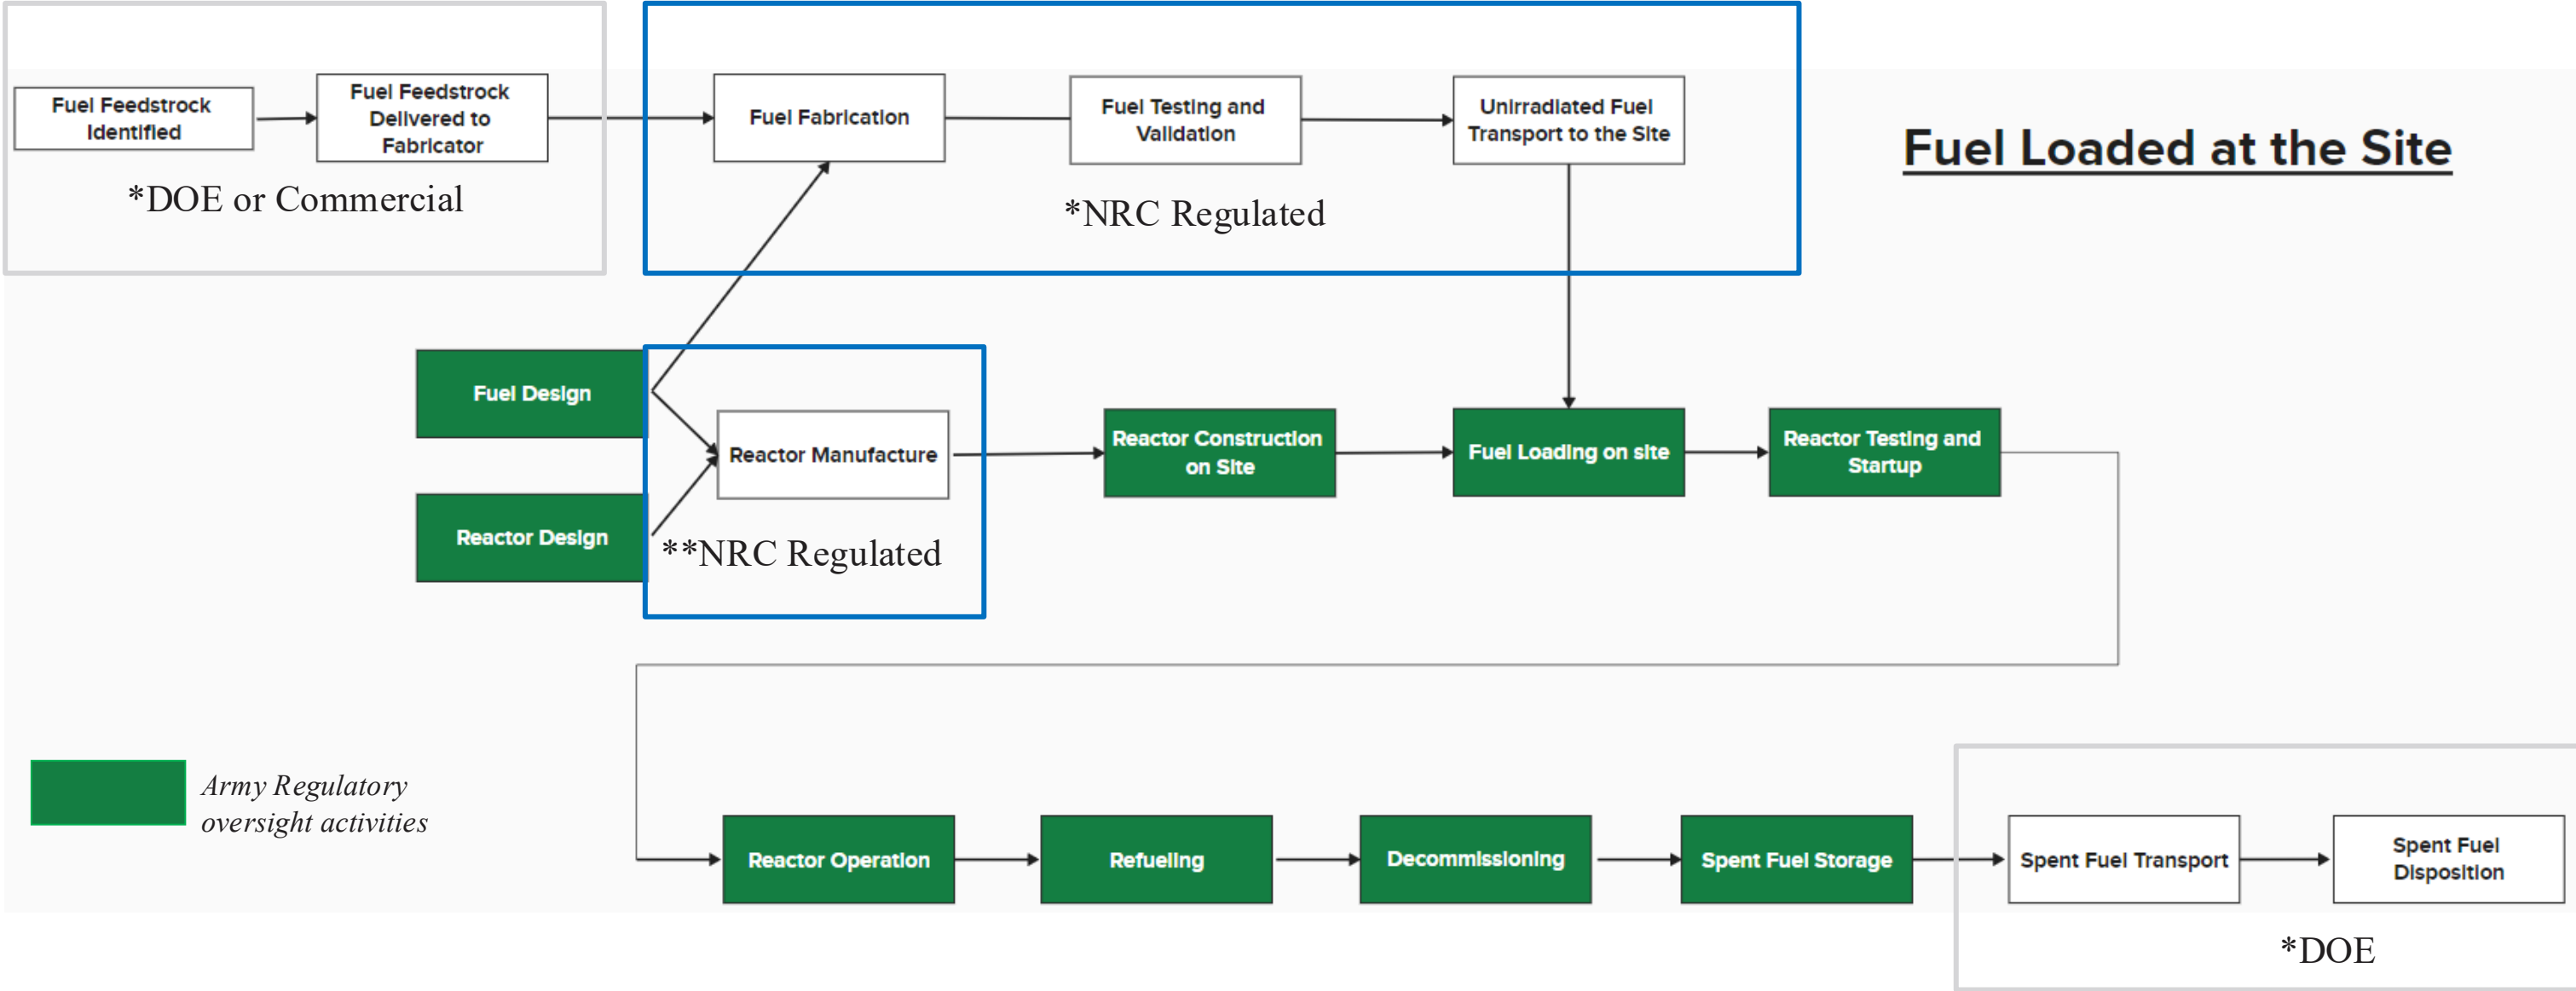 Fuel Feedstrock
Identified
Fuel Feedstrock
Delivered to
Fabricator
*DOE or Commercial
Fuel Fabrication
Fuel Testing and
Validation
Unirradiated Fuel
Transport to the Site
*NRC Regulated
Fuel Loaded at the Site
Fuel Design
Reactor Design
Reactor Manufacture
**NRC Regulated
Reactor Construction
on Site
Fuel Loading on site
Reactor Testing and
Startup
Army Regulatory
oversight activities
Reactor Operation
Refueling
Decommissioning
Spent Fuel Storage
Spent Fuel Transport
Spent Fuel
Disposition
*DOE